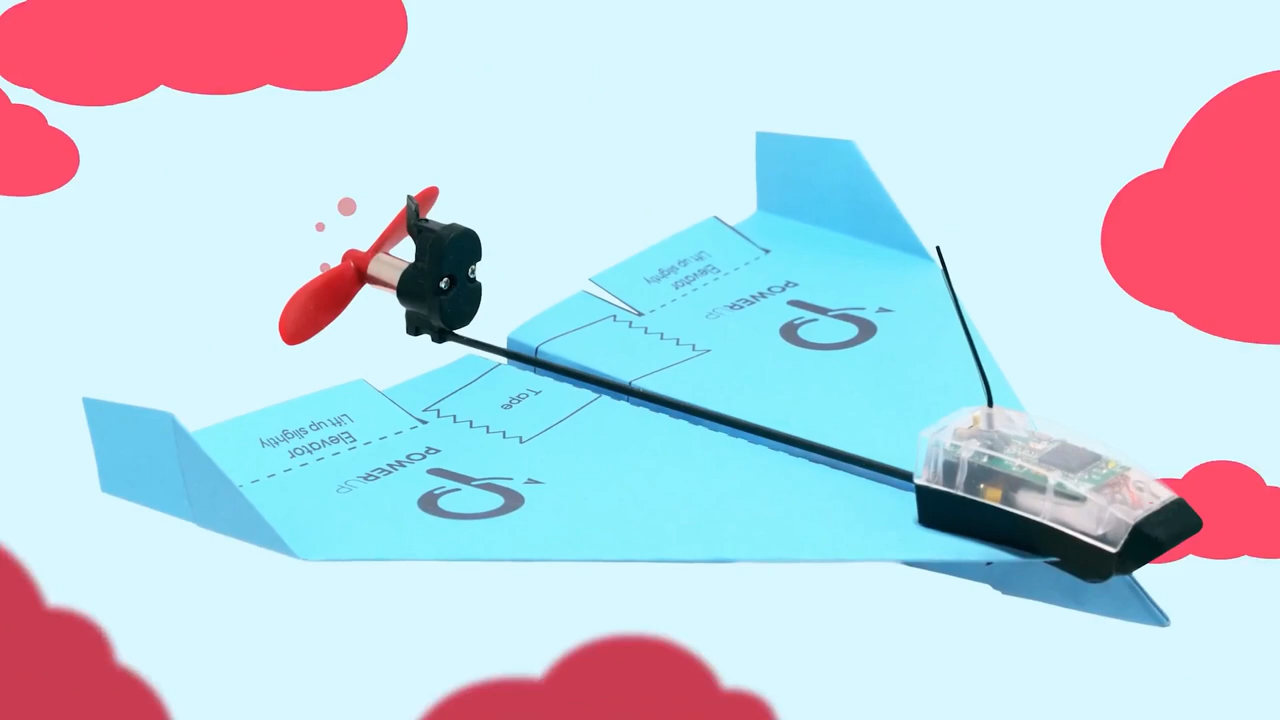 Elevator
Lift up slightly
POWERUP
Tape
Elevator
Lift up slightly
POWERUP